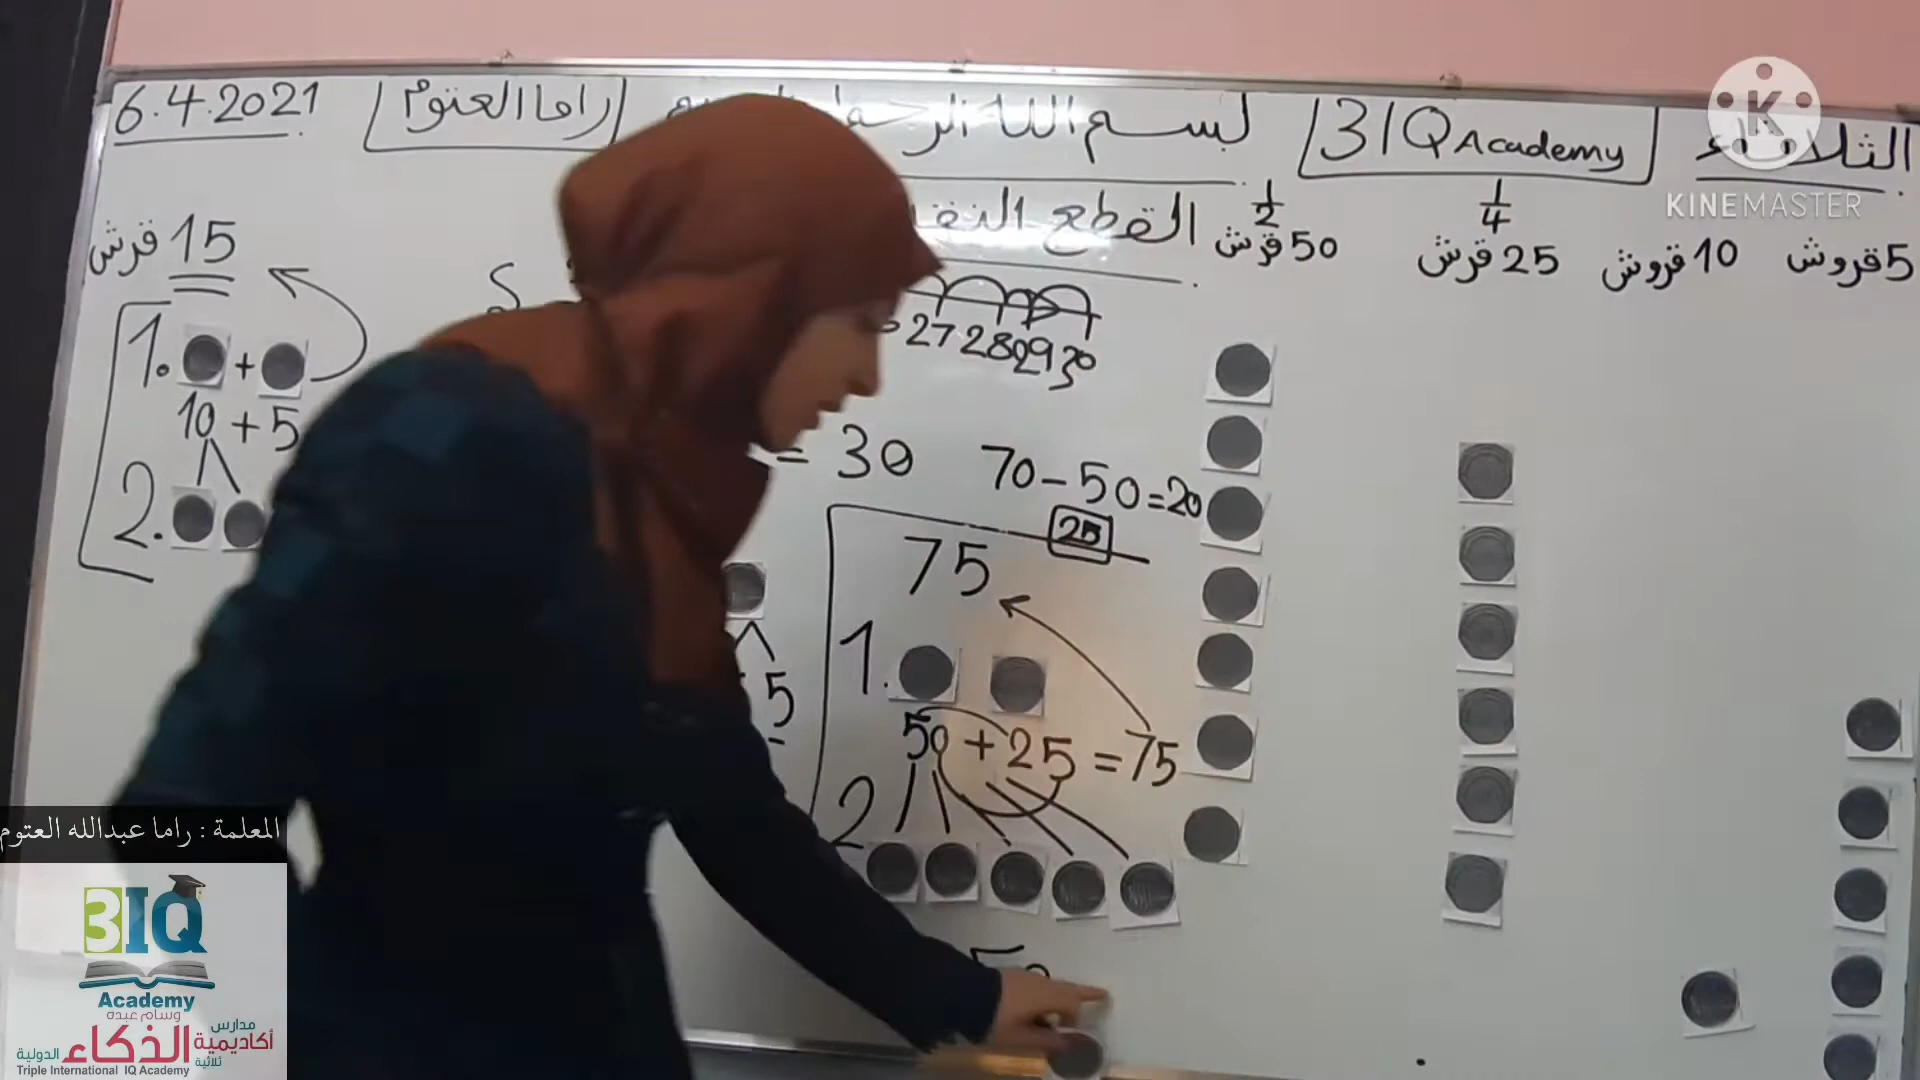 الثلاثاء
3IQ Academy
بسم الله الرحمن
راما العتوم
6.4.2021
KINEMASTER
القطع
5 قروش
10 قروش
1/4
25 قرش
1/2
50 قرش
15 قرش
1.
+
10 + 5
2.
27 28 29 30
= 30
70 - 50 = 20
25
75
1.
50 + 25 = 75
2
5
50
المعلمة : راما عبدالله العتوم
3IQ
Academy
وسام عبده
مدارس
أكاديمية الذكاء الدولية
ثلاثية
Triple International IQ Academy